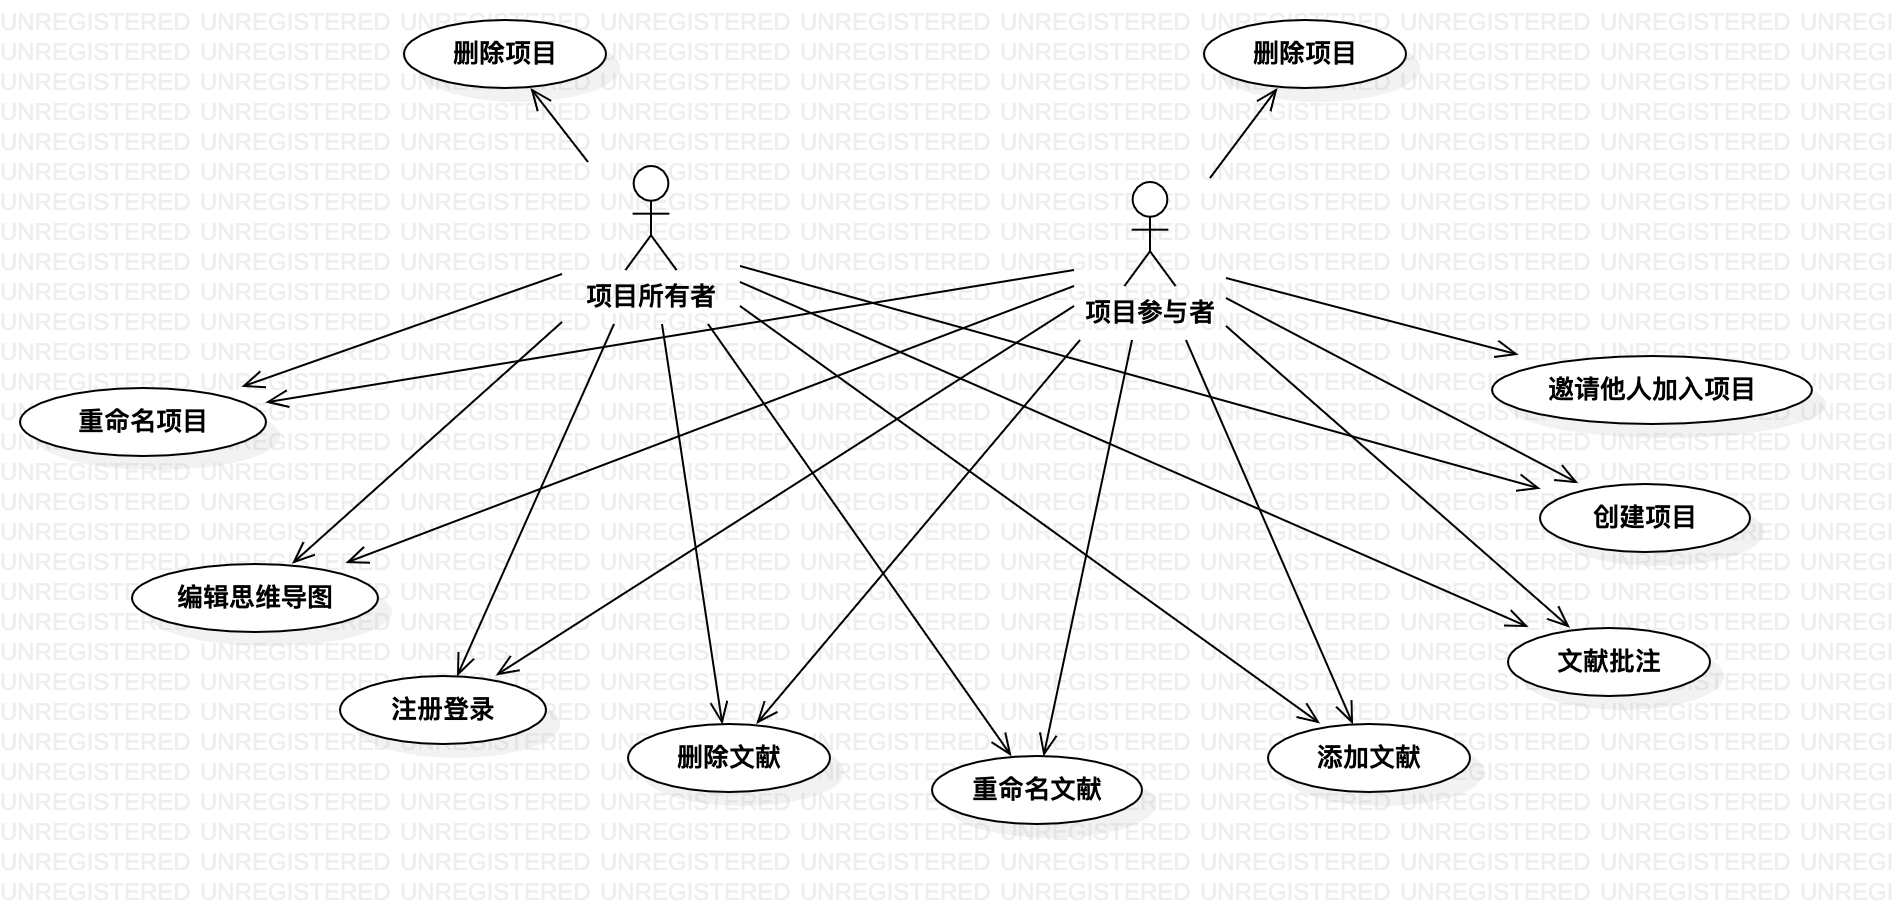 删除项目
删除项目
项目所有者
项目参与者
邀请他人加入项目
重命名项目
创建项目
编辑思维导图
文献批注
注册登录
删除文献
添加文献
重命名文献
UNREGISTERED